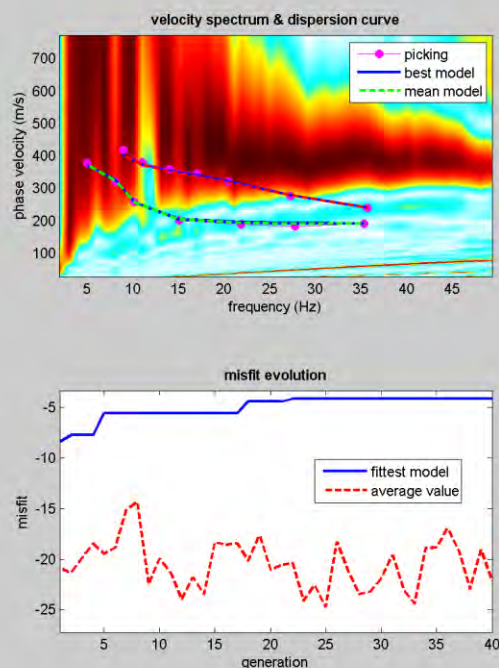 velocity spectrum & dispersion curve
phase velocity (m/s)
700
600
500
400
300
200
100
picking
best model
mean model
5 10 15 20 25 30 35 40 45
frequency (Hz)
misfit evolution
misfit
-5
-10
-15
-20
-25
fittest model
average value
5 10 15 20 25 30 35 40
generation